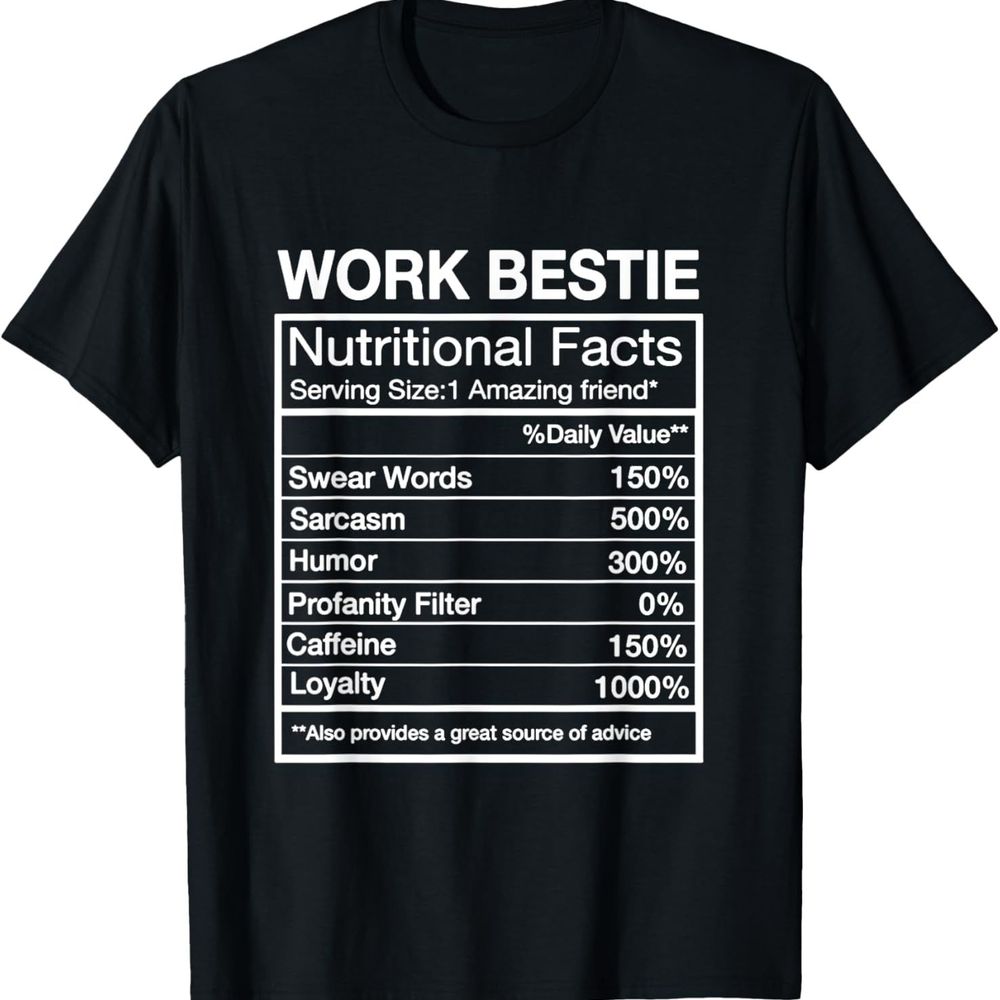 WORK BESTIE
Nutritional Facts
Serving Size:1 Amazing friend*
%Daily Value**
Swear Words 150%
Sarcasm 500%
Humor 300%
Profanity Filter 0%
Caffeine 150%
Loyalty 1000%
**Also provides a great source of advice